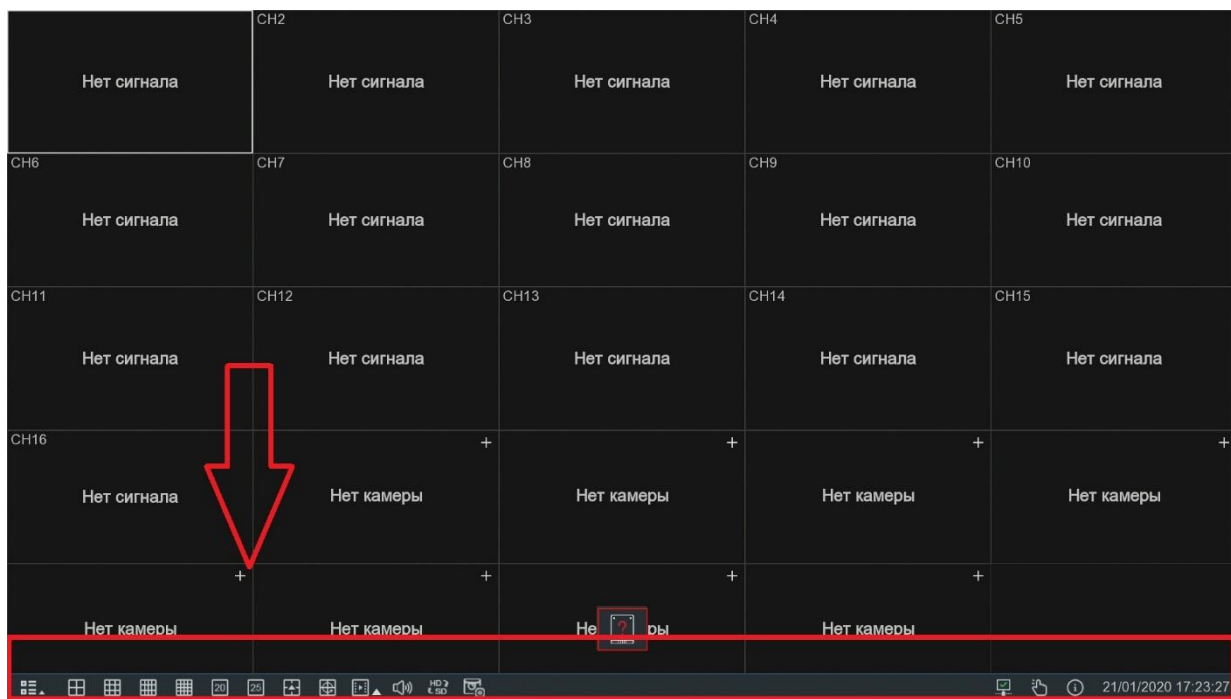 CH2 CH3 CH4 CH5
Нет сигнала Нет сигнала Нет сигнала Нет сигнала Нет сигнала
CH6 CH7 CH8 CH9 CH10
Нет сигнала Нет сигнала Нет сигнала Нет сигнала Нет сигнала
CH11 CH12 CH13 CH14 CH15
Нет сигнала Нет сигнала Нет сигнала Нет сигнала Нет сигнала
CH16 + + + +
Нет сигнала Нет камеры Нет камеры Нет камеры Нет камеры
+ + + +
Нет камеры Нет камеры Не ? ры Нет камеры
20 25 HD SD 21/01/2020 17:23:27